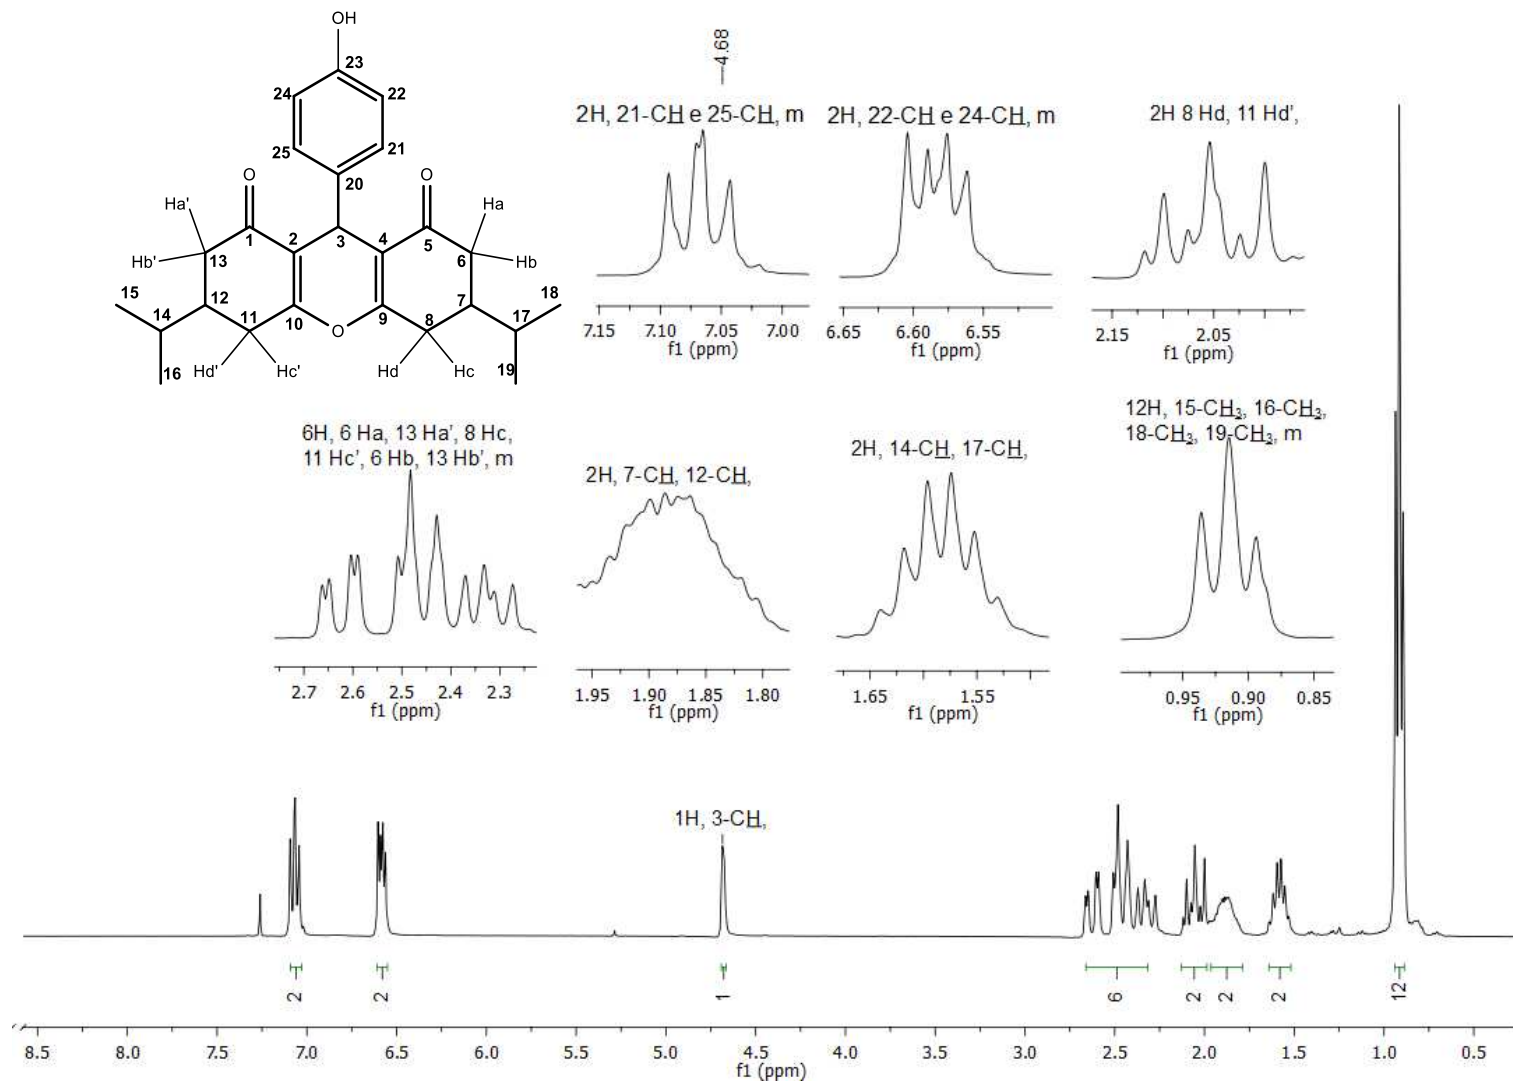 OH
23
24
22
25
21
20
O
O
Ha'
Ha
1
2
3
4
5
Hb'
13
6
Hb
15
12
7
18
14
11
10
O
9
8
17
16
Hd'
Hc'
Hd
Hc
19
4.68
2H, 21-CH e 25-CH, m
7.15 7.10 7.05 7.00
f1 (ppm)
2H, 22-CH e 24-CH, m
6.65 6.60 6.55
f1 (ppm)
2H 8 Hd, 11 Hd',
2.15 2.05
f1 (ppm)
6H, 6 Ha, 13 Ha', 8 Hc,
11 Hc', 6 Hb, 13 Hb', m
2.7 2.6 2.5 2.4 2.3
f1 (ppm)
2H, 7-CH, 12-CH,
1.95 1.90 1.85 1.80
f1 (ppm)
2H, 14-CH, 17-CH,
1.65 1.55
f1 (ppm)
12H, 15-CH3, 16-CH3,
18-CH3, 19-CH3, m
0.95 0.90 0.85
f1 (ppm)
1H, 3-CH,
2 2 1 6 2 2 2 12
8.5 8.0 7.5 7.0 6.5 6.0 5.5 5.0 4.5 4.0 3.5 3.0 2.5 2.0 1.5 1.0 0.5
f1 (ppm)